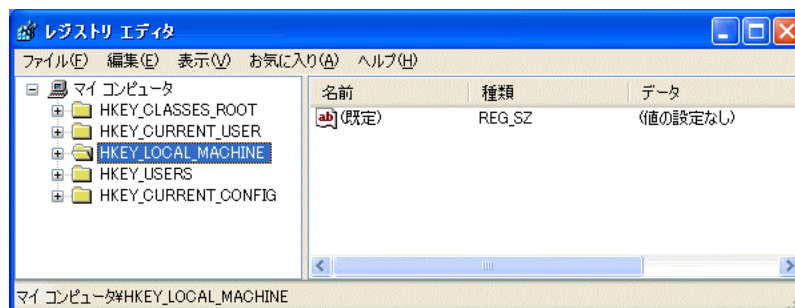 レジストリ エディタ
ファイル(F) 編集(E) 表示(V) お気に入り(A) ヘルプ(H)
マイ コンピュータ
HKEY_CLASSES_ROOT
HKEY_CURRENT_USER
HKEY_LOCAL_MACHINE
HKEY_USERS
HKEY_CURRENT_CONFIG
名前 種類 データ
ab (既定) REG_SZ (値の設定なし)
マイ コンピュータ¥HKEY_LOCAL_MACHINE